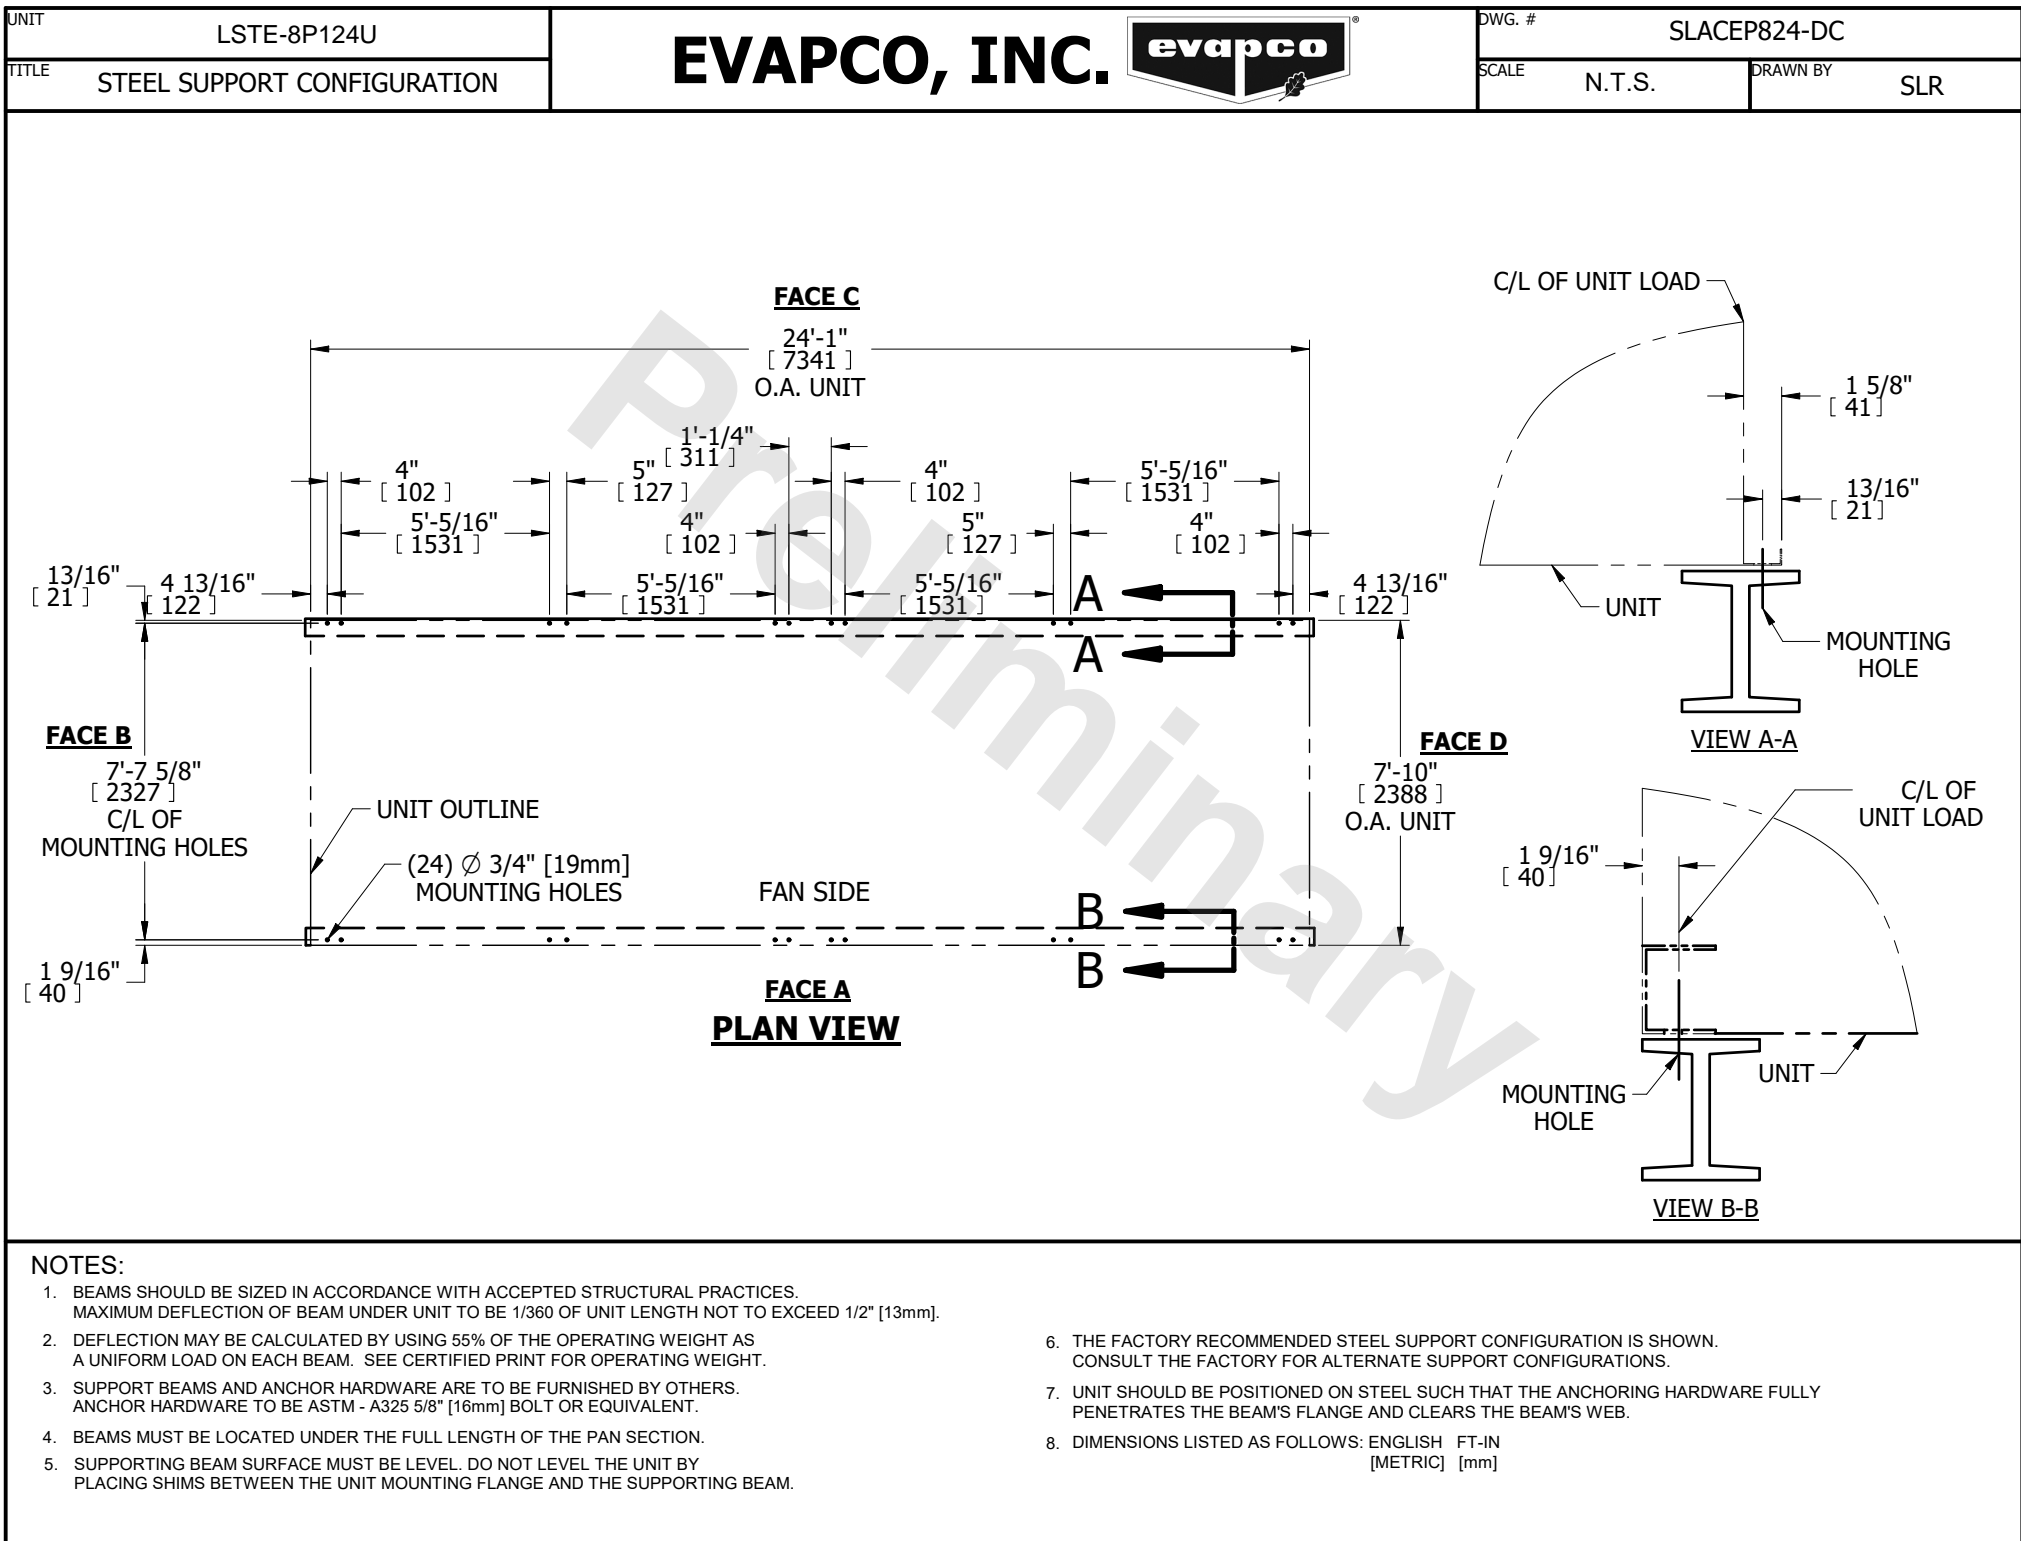 UNIT
LSTE-8P124U
TITLE
STEEL SUPPORT CONFIGURATION
EVAPCO, INC.
evapco
®
DWG. #
SLACEP824-DC
SCALE
N.T.S.
DRAWN BY
SLR
Preliminary
FACE C
24'-1"
[ 7341 ]
O.A. UNIT
1'-1/4"
[ 311 ]
4"
[ 102 ]
5"
[ 127 ]
4"
[ 102 ]
5'-5/16"
[ 1531 ]
5'-5/16"
[ 1531 ]
4"
[ 102 ]
5"
[ 127 ]
4"
[ 102 ]
13/16"
[ 21 ]
4 13/16"
[ 122 ]
5'-5/16"
[ 1531 ]
5'-5/16"
[ 1531 ]
4 13/16"
[ 122 ]
A
A
FACE B
7'-7 5/8"
[ 2327 ]
C/L OF
MOUNTING HOLES
UNIT OUTLINE
(24) Ø 3/4" [19mm]
MOUNTING HOLES
FAN SIDE
FACE D
7'-10"
[ 2388 ]
O.A. UNIT
B
B
1 9/16"
[ 40 ]
FACE A
PLAN VIEW
C/L OF UNIT LOAD
1 5/8"
[ 41 ]
13/16"
[ 21 ]
UNIT
MOUNTING
HOLE
VIEW A-A
C/L OF
UNIT LOAD
1 9/16"
[ 40 ]
UNIT
MOUNTING
HOLE
VIEW B-B
NOTES:
1. BEAMS SHOULD BE SIZED IN ACCORDANCE WITH ACCEPTED STRUCTURAL PRACTICES.
MAXIMUM DEFLECTION OF BEAM UNDER UNIT TO BE 1/360 OF UNIT LENGTH NOT TO EXCEED 1/2" [13mm].
2. DEFLECTION MAY BE CALCULATED BY USING 55% OF THE OPERATING WEIGHT AS
A UNIFORM LOAD ON EACH BEAM. SEE CERTIFIED PRINT FOR OPERATING WEIGHT.
3. SUPPORT BEAMS AND ANCHOR HARDWARE ARE TO BE FURNISHED BY OTHERS.
ANCHOR HARDWARE TO BE ASTM - A325 5/8" [16mm] BOLT OR EQUIVALENT.
4. BEAMS MUST BE LOCATED UNDER THE FULL LENGTH OF THE PAN SECTION.
5. SUPPORTING BEAM SURFACE MUST BE LEVEL. DO NOT LEVEL THE UNIT BY
PLACING SHIMS BETWEEN THE UNIT MOUNTING FLANGE AND THE SUPPORTING BEAM.
6. THE FACTORY RECOMMENDED STEEL SUPPORT CONFIGURATION IS SHOWN.
CONSULT THE FACTORY FOR ALTERNATE SUPPORT CONFIGURATIONS.
7. UNIT SHOULD BE POSITIONED ON STEEL SUCH THAT THE ANCHORING HARDWARE FULLY
PENETRATES THE BEAM'S FLANGE AND CLEARS THE BEAM'S WEB.
8. DIMENSIONS LISTED AS FOLLOWS: ENGLISH FT-IN
[METRIC] [mm]